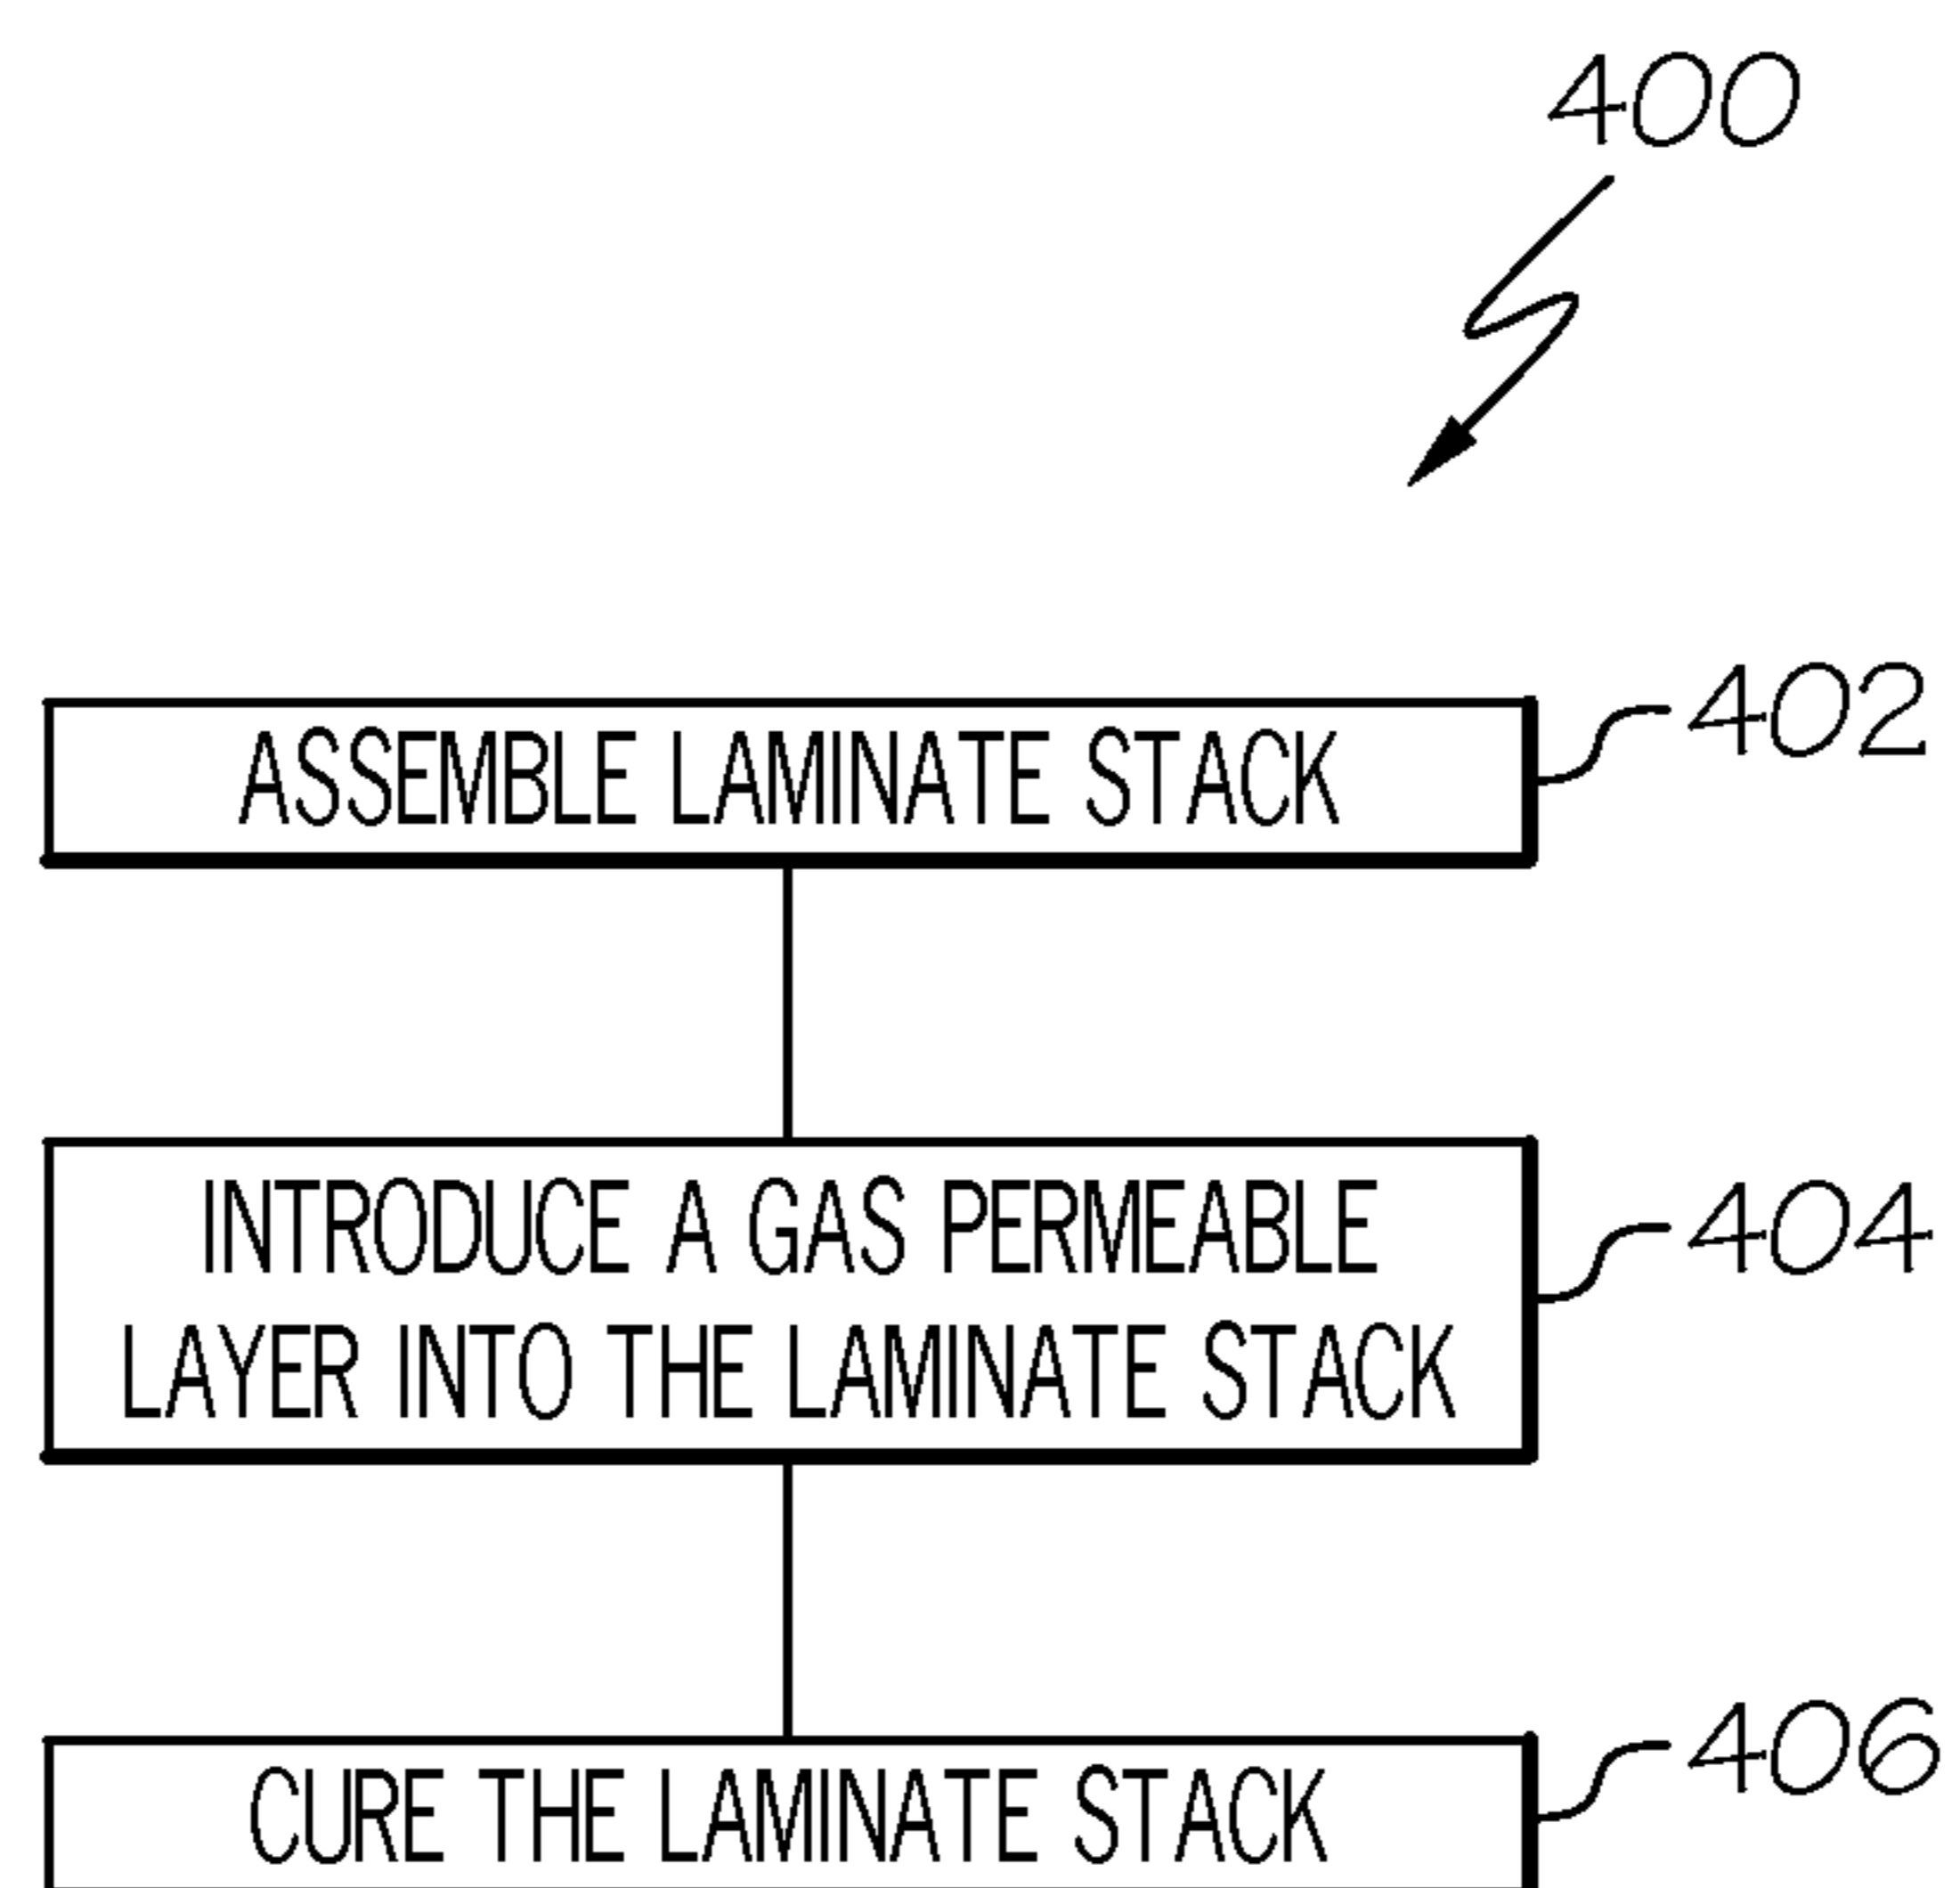 400
ASSEMBLE LAMINATE STACK
402
INTRODUCE A GAS PERMEABLE
LAYER INTO THE LAMINATE STACK
404
CURE THE LAMINATE STACK
406